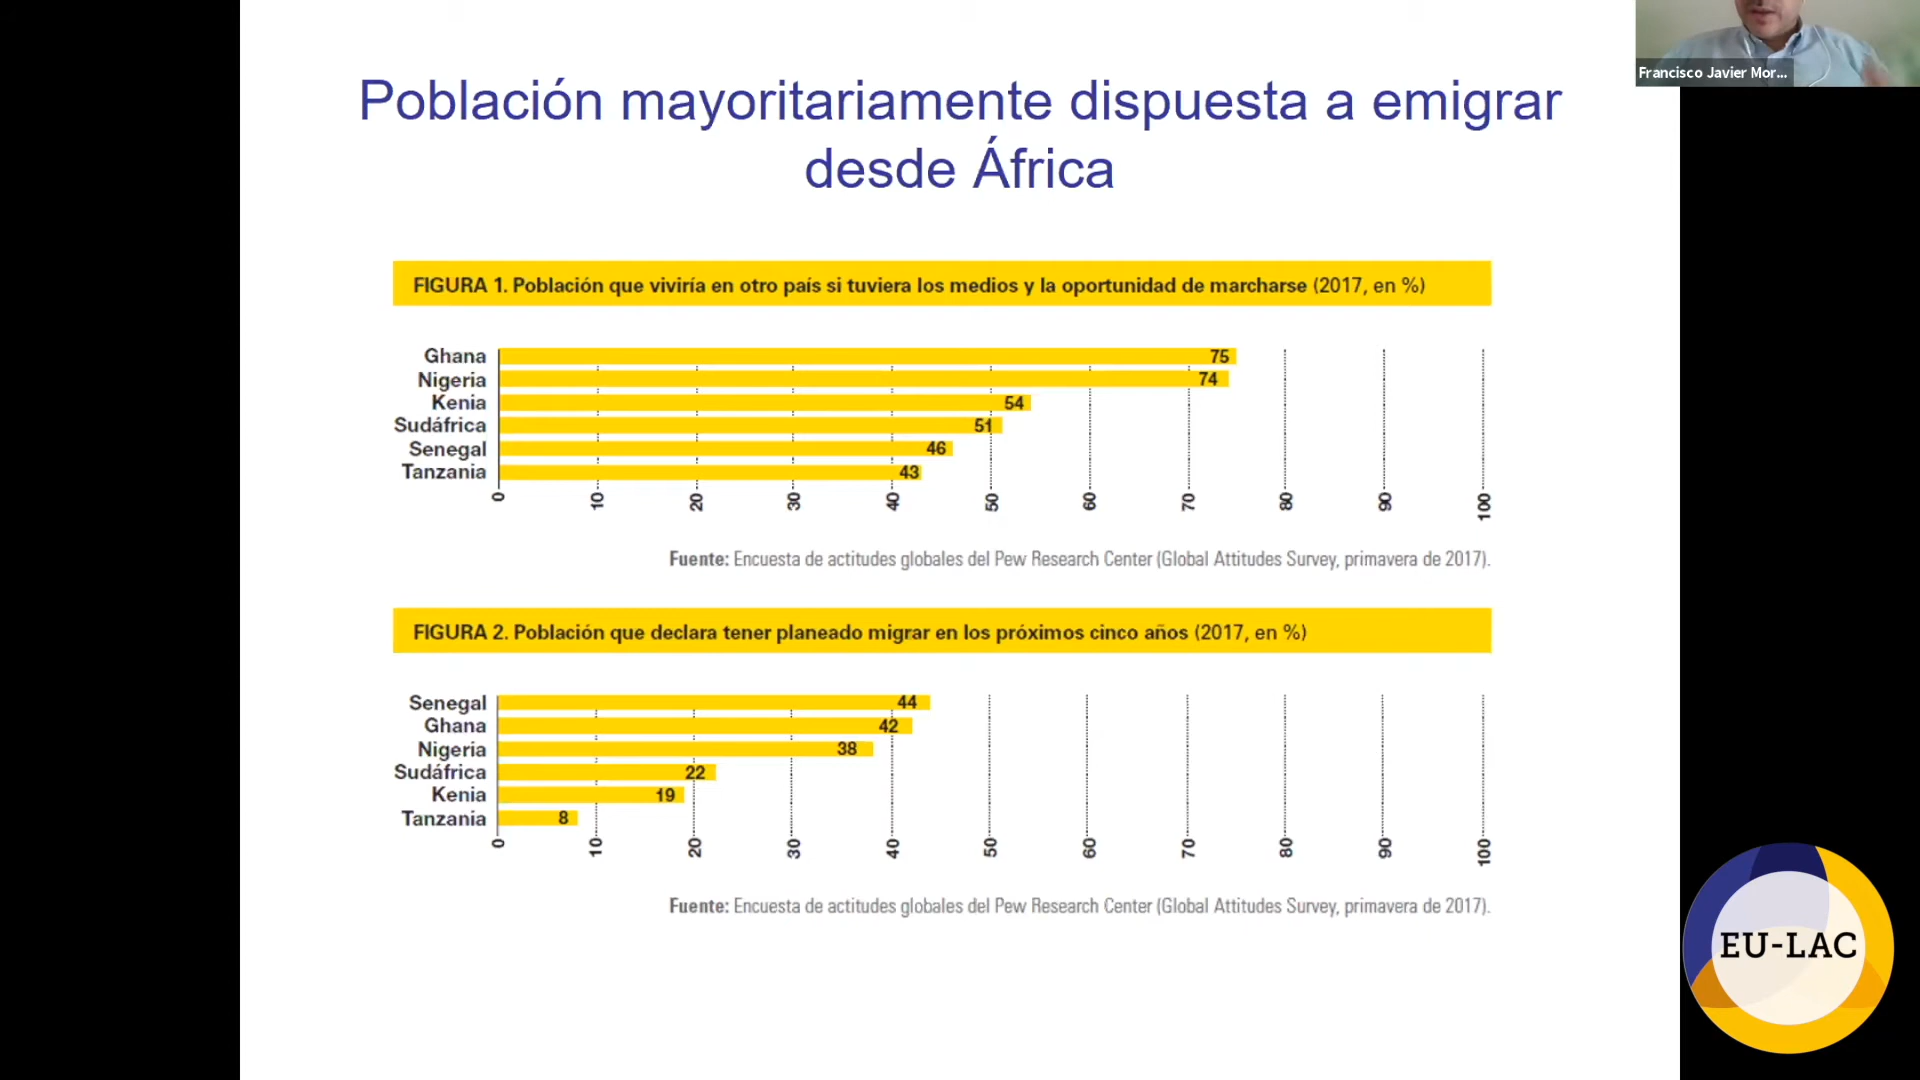 Francisco Javier Mor...
Población mayoritariamente dispuesta a emigrar
desde África
FIGURA 1. Población que viviría en otro país si tuviera los medios y la oportunidad de marcharse (2017, en %)
Ghana 75
Nigeria 74
Kenia 54
Sudáfrica 51
Senegal 46
Tanzania 43
0 10 20 30 40 50 60 70 80 90 100
Fuente: Encuesta de actitudes globales del Pew Research Center (Global Attitudes Survey, primavera de 2017).
FIGURA 2. Población que declara tener planeado migrar en los próximos cinco años (2017, en %)
Senegal 44
Ghana 42
Nigeria 38
Sudáfrica 22
Kenia 19
Tanzania 8
0 10 20 30 40 50 60 70 80 90 100
Fuente: Encuesta de actitudes globales del Pew Research Center (Global Attitudes Survey, primavera de 2017).
EU-LAC